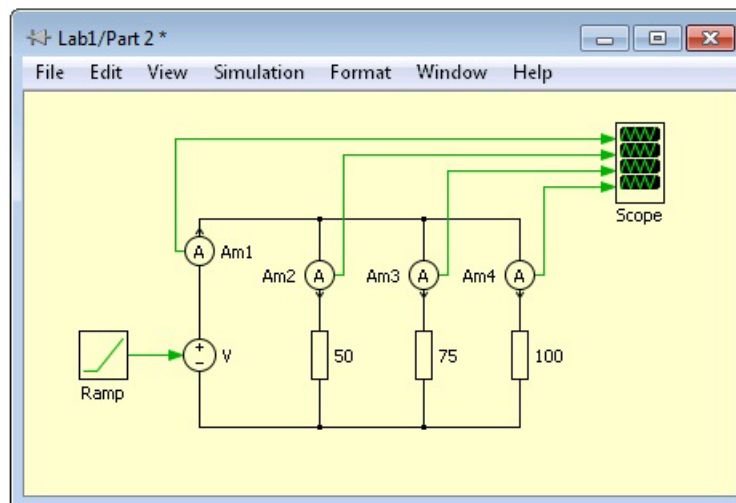 Lab1/Part 2 *
File Edit View Simulation Format Window Help
Scope
A Am1
Am2 A Am3 A Am4 A
Ramp
+
− V
50 75 100